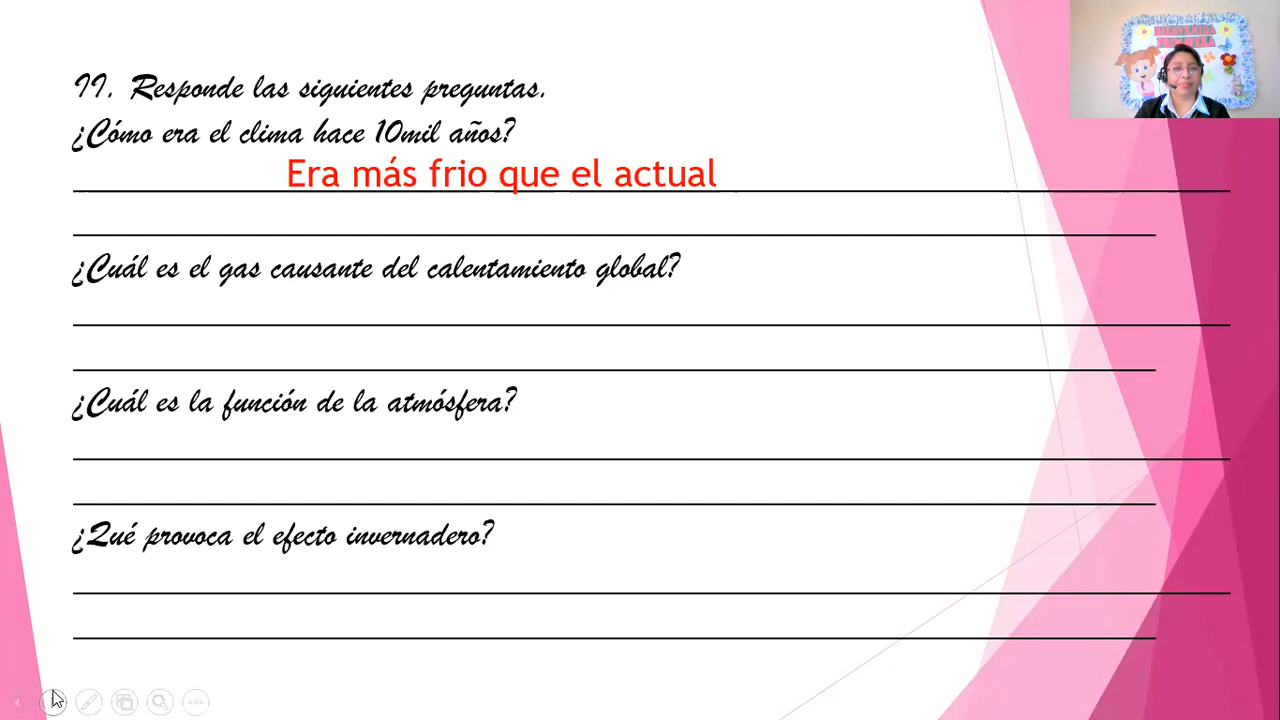 BIENVENIDA
PRIMAVERA
II. Responde las siguientes preguntas.
¿Cómo era el clima hace 10mil años?
Era más frio que el actual
¿Cuál es el gas causante del calentamiento global?
¿Cuál es la función de la atmósfera?
¿Qué provoca el efecto invernadero?